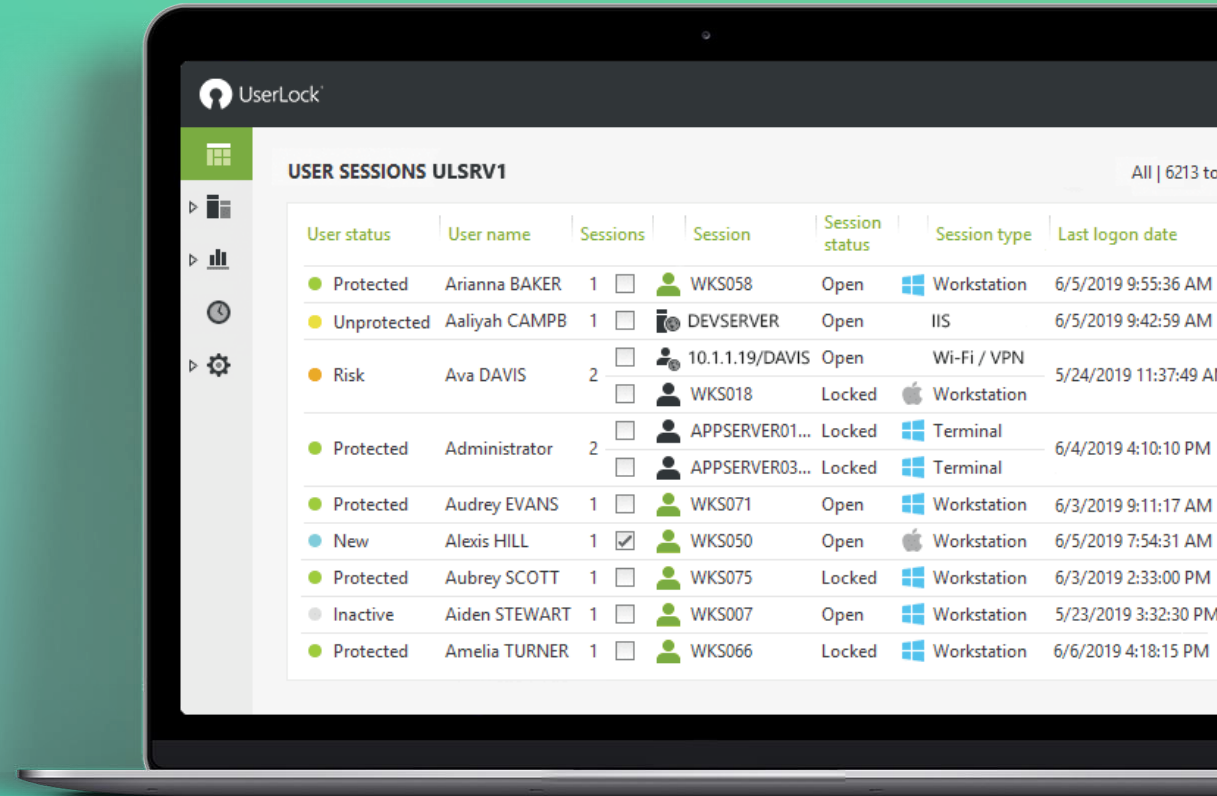 UserLock
USER SESSIONS ULSRV1
All | 6213 to
User status User name Sessions Session Session status Session type Last logon date
Protected Arianna BAKER 1 WKS058 Open Workstation 6/5/2019 9:55:36 AM
Unprotected Aaliyah CAMPB 1 DEVSERVER Open IIS 6/5/2019 9:42:59 AM
Risk Ava DAVIS 2 10.1.1.19/DAVIS Open Wi-Fi / VPN 5/24/2019 11:37:49 AM
WKS018 Locked Workstation
Protected Administrator 2 APPSERVER01... Locked Terminal 6/4/2019 4:10:10 PM
APPSERVER03... Locked Terminal
Protected Audrey EVANS 1 WKS071 Open Workstation 6/3/2019 9:11:17 AM
New Alexis HILL 1 WKS050 Open Workstation 6/5/2019 7:54:31 AM
Protected Aubrey SCOTT 1 WKS075 Locked Workstation 6/3/2019 2:33:00 PM
Inactive Aiden STEWART 1 WKS007 Open Workstation 5/23/2019 3:32:30 PM
Protected Amelia TURNER 1 WKS066 Locked Workstation 6/6/2019 4:18:15 PM